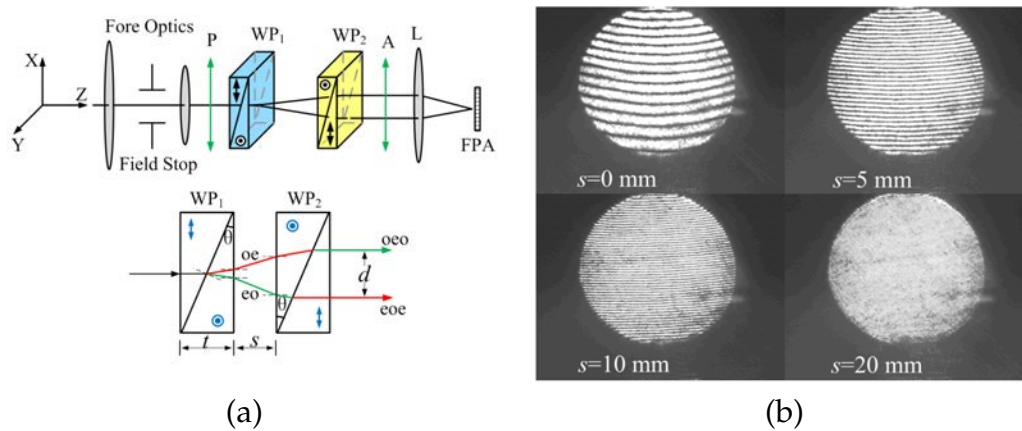 Fore Optics
P
WP1
WP2
A
L
X
Z
Y
Field Stop
FPA
WP1
WP2
θ
oe
oeo
d
eo
θ
eoe
t
s
(a)
s=0 mm
s=5 mm
s=10 mm
s=20 mm
(b)